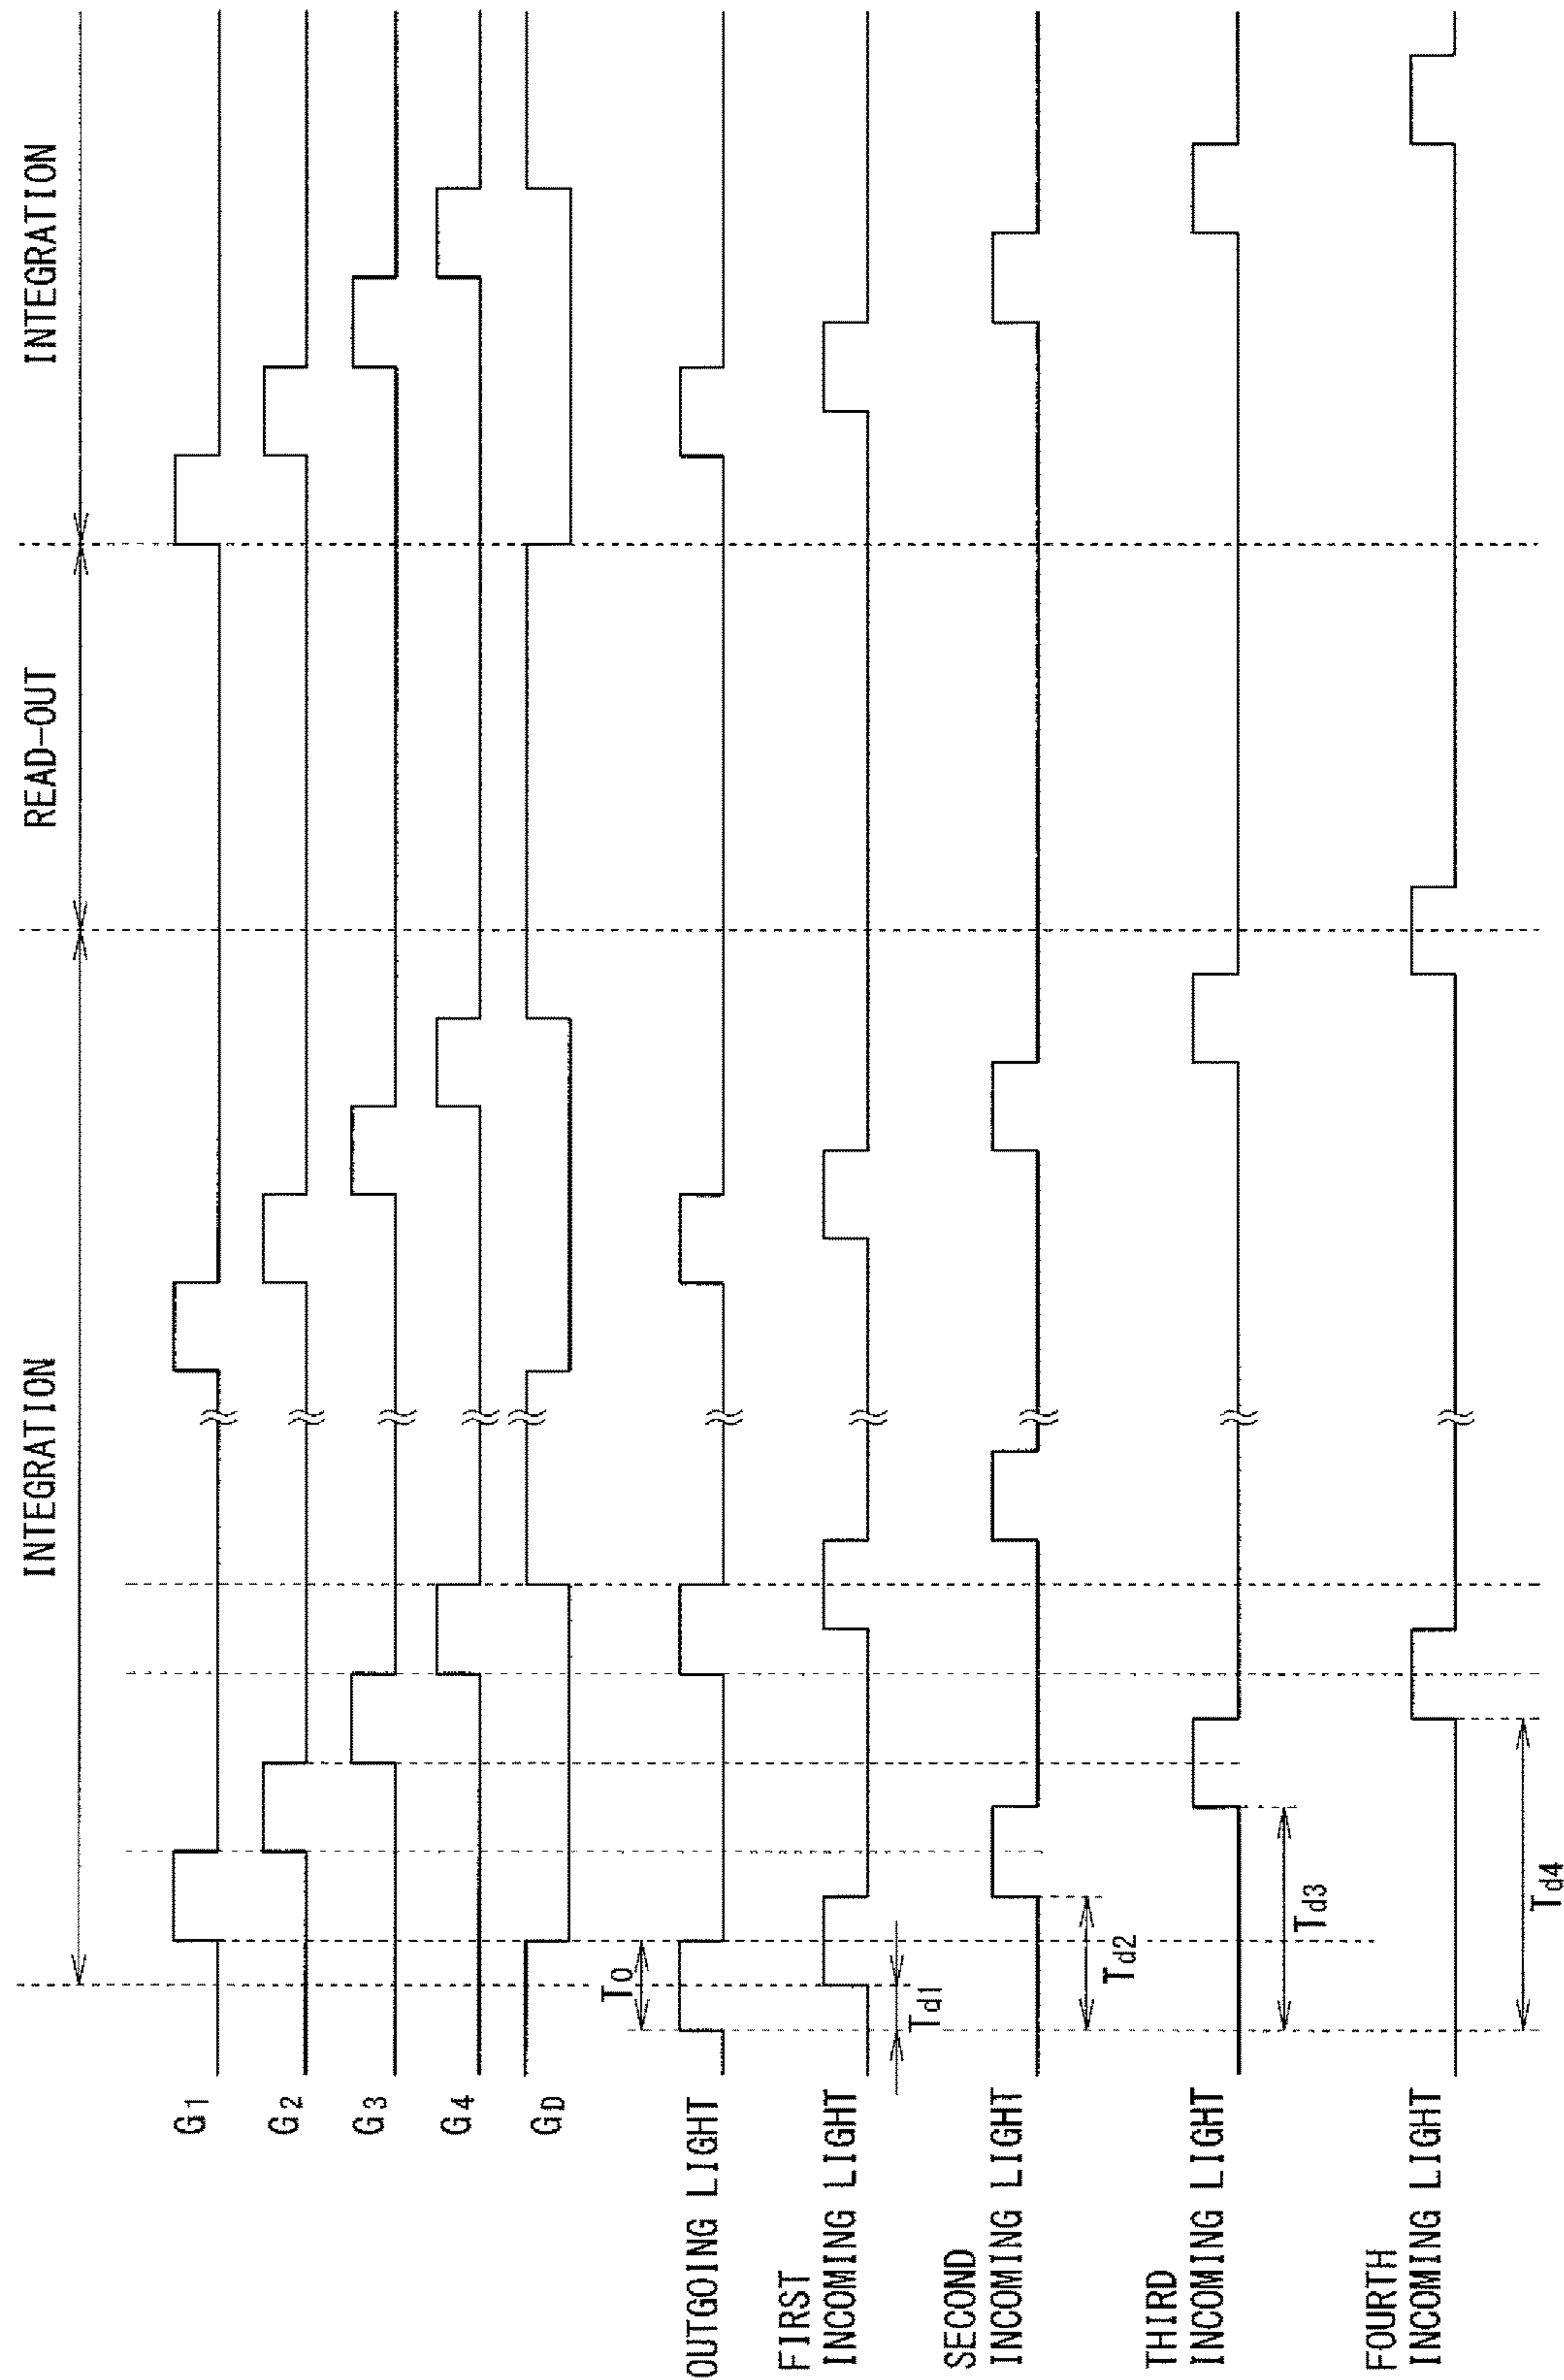 INTEGRATION
READ-OUT
INTEGRATION
G1
G2
G3
G4
GD
OUTGOING LIGHT
T0
FIRST
INCOMING LIGHT
Td1
SECOND
INCOMING LIGHT
Td2
THIRD
INCOMING LIGHT
Td3
FOURTH
INCOMING LIGHT
Td4